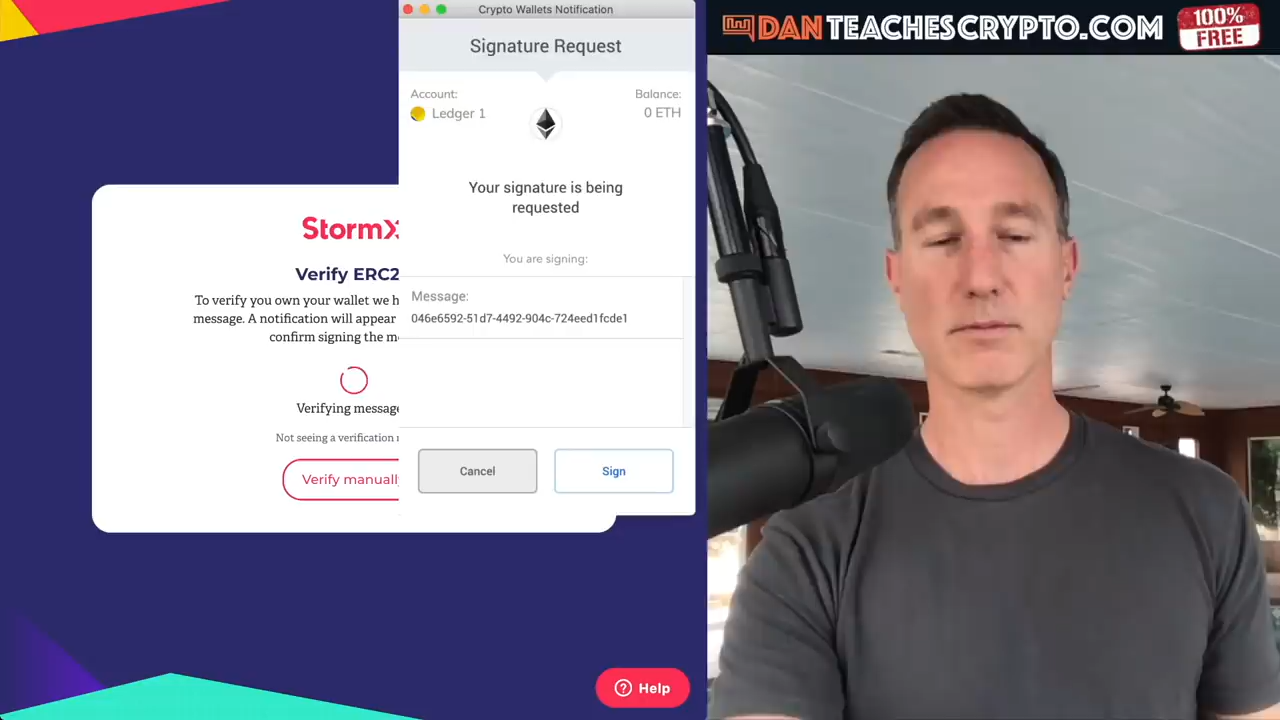 StormX
Verify ERC2
To verify you own your wallet we h
message. A notification will appear
confirm signing the m
Verifying message
Not seeing a verification
Verify manuall
Crypto Wallets Notification
Signature Request
Account:
Ledger 1
Balance:
0 ETH
Your signature is being
requested
You are signing:
Message:
046e6592-51d7-4492-904c-724eed1fcde1
Cancel
Sign
? Help
DANTEACHESCRYPTO.COM
100%
FREE